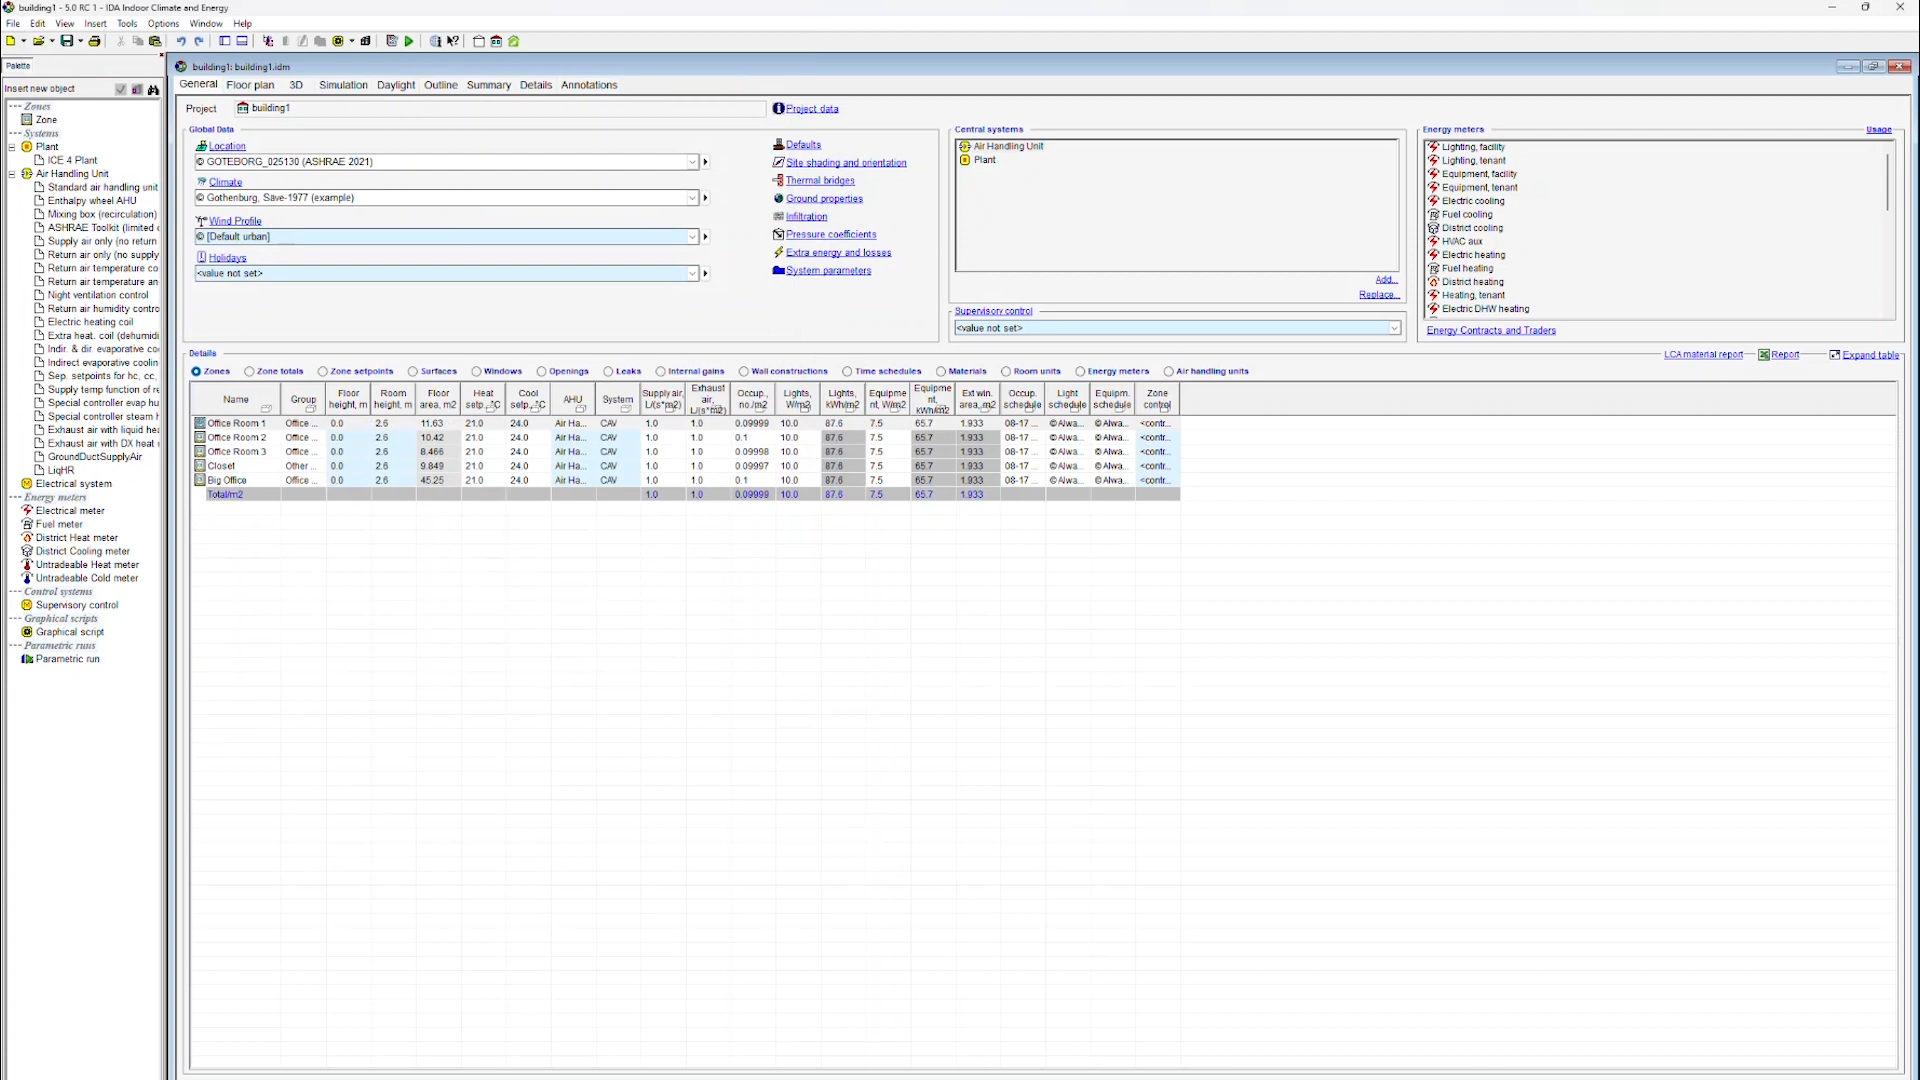 building1 - 5.0 RC 1 - IDA Indoor Climate and Energy
File Edit View Insert Tools Options Window Help
Palette
Insert new object
--- Zones
Zone
--- Systems
Plant
ICE 4 Plant
Air Handling Unit
Standard air handling unit
Enthalpy wheel AHU
Mixing box (recirculation)
ASHRAE Toolkit (limited
Supply air only (no return
Return air only (no supply
Return air temperature co
Return air temperature an
Night ventilation control
Return air humidity contro
Electric heating coil
Extra heat. coil (dehumidi
Indir. & dir. evaporative co
Indirect evaporative coolin
Sep. setpoints for hc, cc,
Supply temp function of re
Special controller evap hu
Special controller steam h
Exhaust air with liquid hea
Exhaust air with DX heat
GroundDuctSupplyAir
LiqHR
Electrical system
--- Energy meters
Electrical meter
Fuel meter
District Heat meter
District Cooling meter
Untradeable Heat meter
Untradeable Cold meter
--- Control systems
Supervisory control
--- Graphical scripts
Graphical script
--- Parametric runs
Parametric run
building1: building1.idm
General Floor plan 3D Simulation Daylight Outline Summary Details Annotations
Project building1 Project data
Global Data
Location
© GOTEBORG_025130 (ASHRAE 2021)
Climate
© Gothenburg, Save-1977 (example)
Wind Profile
© [Default urban]
Holidays
<value not set>
Defaults
Site shading and orientation
Thermal bridges
Ground properties
Infiltration
Pressure coefficients
Extra energy and losses
System parameters
Central systems
Air Handling Unit
Plant
Add...
Replace...
Supervisory control
<value not set>
Energy meters Usage
Lighting, facility
Lighting, tenant
Equipment, facility
Equipment, tenant
Electric cooling
Fuel cooling
District cooling
HVAC aux
Electric heating
Fuel heating
District heating
Heating, tenant
Electric DHW heating
Energy Contracts and Traders
Details LCA material report Report Expand table
Zones Zone totals Zone setpoints Surfaces Windows Openings Leaks Internal gains Wall constructions Time schedules Materials Room units Energy meters Air handling units
Name Group Floor height, m Room height, m Floor area, m2 Heat setp., °C Cool setp., °C AHU System Supply air, L/(s*m2) Exhaust air, L/(s*m2) Occup., no./m2 Lights, W/m2 Lights, kWh/m2 Equipme nt, W/m2 Equipme nt, kWh/m2 Ext win. area, m2 Occup. schedule Light schedule Equipm. schedule Zone control
Office Room 1 Office ... 0.0 2.6 11.63 21.0 24.0 Air Ha... CAV 1.0 1.0 0.09999 10.0 87.6 7.5 65.7 1.933 08-17 ... ©Alwa... ©Alwa... <contr...
Office Room 2 Office ... 0.0 2.6 10.42 21.0 24.0 Air Ha... CAV 1.0 1.0 0.1 10.0 87.6 7.5 65.7 1.933 08-17 ... ©Alwa... ©Alwa... <contr...
Office Room 3 Office ... 0.0 2.6 8.466 21.0 24.0 Air Ha... CAV 1.0 1.0 0.09998 10.0 87.6 7.5 65.7 1.933 08-17 ... ©Alwa... ©Alwa... <contr...
Closet Other ... 0.0 2.6 9.849 21.0 24.0 Air Ha... CAV 1.0 1.0 0.09997 10.0 87.6 7.5 65.7 1.933 08-17 ... ©Alwa... ©Alwa... <contr...
Big Office Office ... 0.0 2.6 45.25 21.0 24.0 Air Ha... CAV 1.0 1.0 0.1 10.0 87.6 7.5 65.7 1.933 08-17 ... ©Alwa... ©Alwa... <contr...
Total/m2 1.0 1.0 0.09999 10.0 87.6 7.5 65.7 1.933